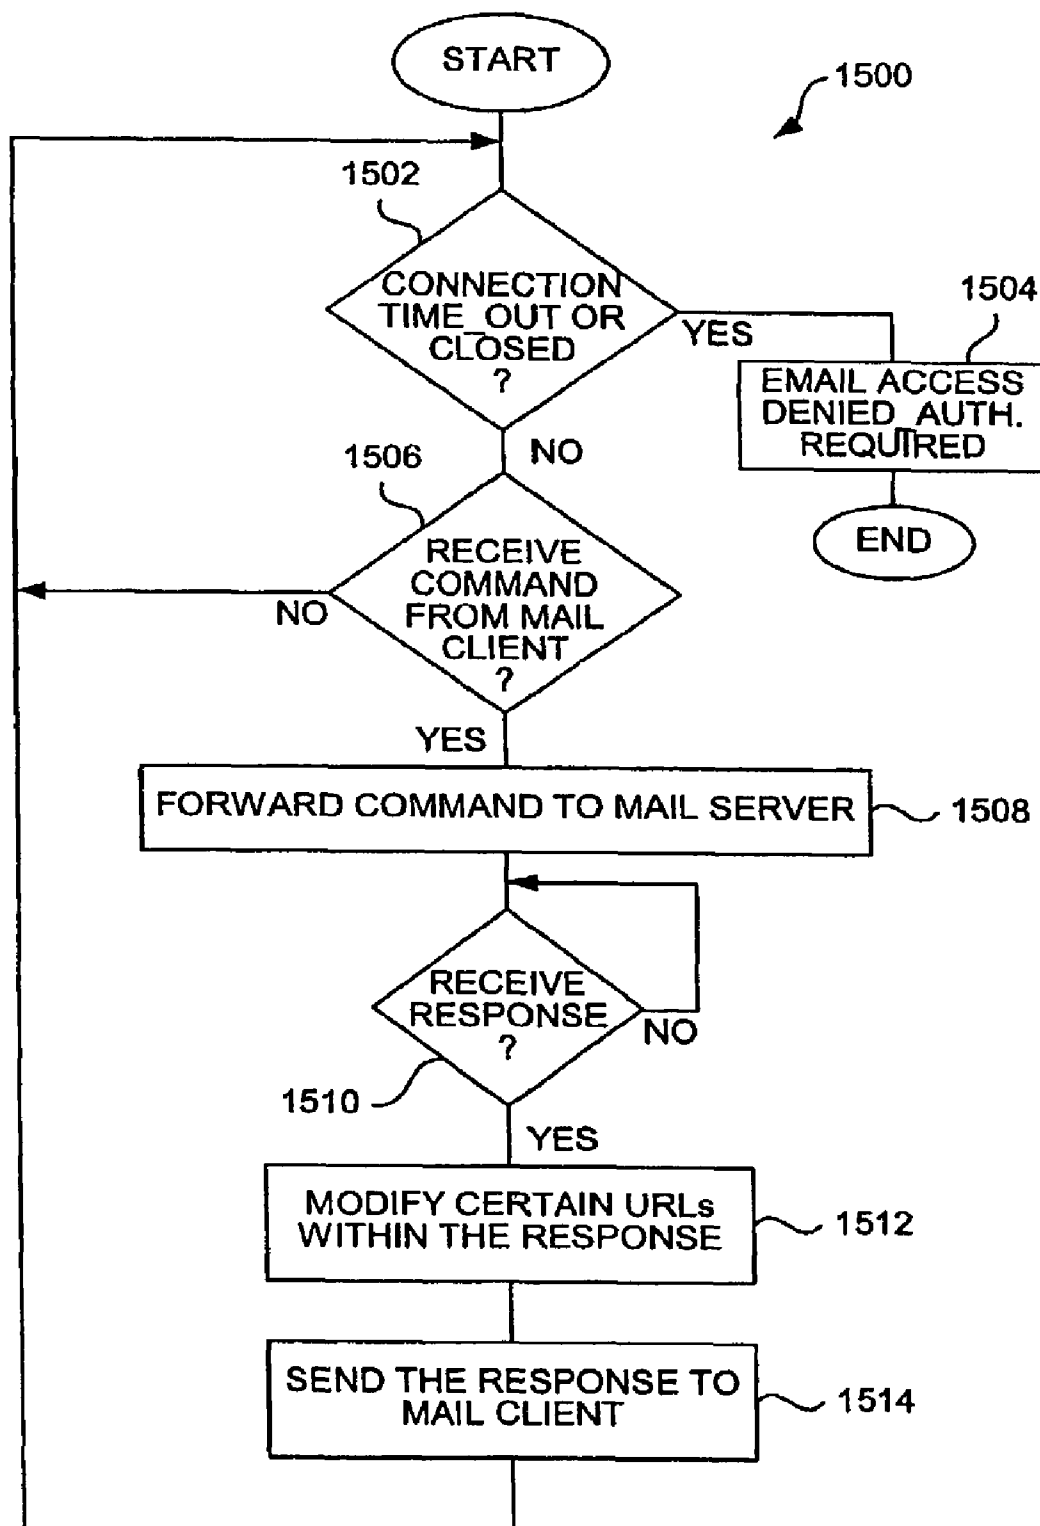 START
1500
1502
CONNECTION
TIME_OUT OR
CLOSED
?
YES
1504
EMAIL ACCESS
DENIED_AUTH.
REQUIRED
END
NO
1506
RECEIVE
COMMAND
FROM MAIL
CLIENT
?
NO
YES
FORWARD COMMAND TO MAIL SERVER
1508
RECEIVE
RESPONSE
?
NO
1510
YES
MODIFY CERTAIN URLs
WITHIN THE RESPONSE
1512
SEND THE RESPONSE TO
MAIL CLIENT
1514